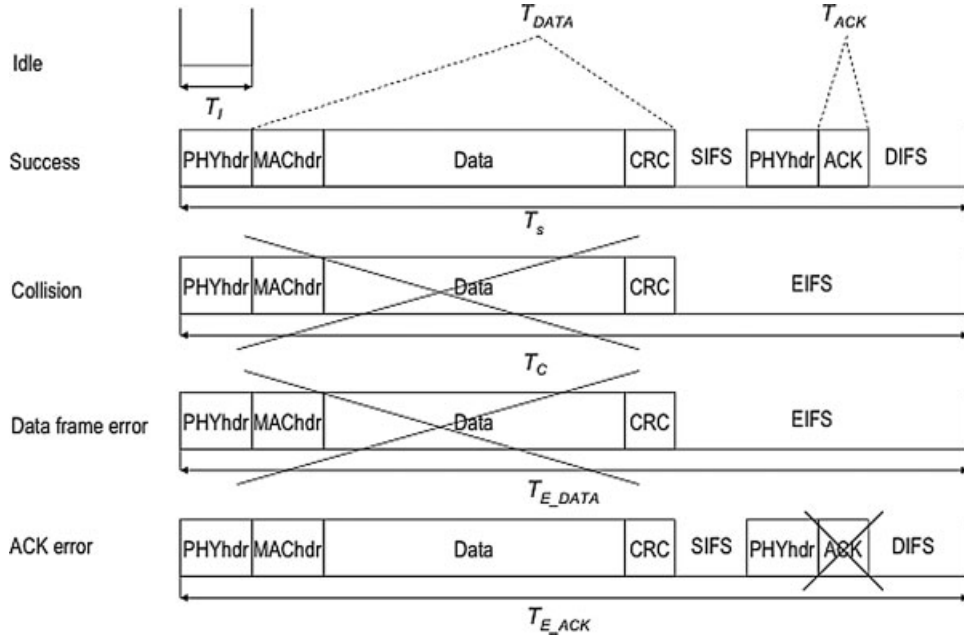 T_DATA T_ACK
Idle
T_I
Success PHYhdr MAChdr Data CRC SIFS PHYhdr ACK DIFS
T_s
Collision PHYhdr MAChdr Data CRC EIFS
T_C
Data frame error PHYhdr MAChdr Data CRC EIFS
T_E_DATA
ACK error PHYhdr MAChdr Data CRC SIFS PHYhdr ACK DIFS
T_E_ACK